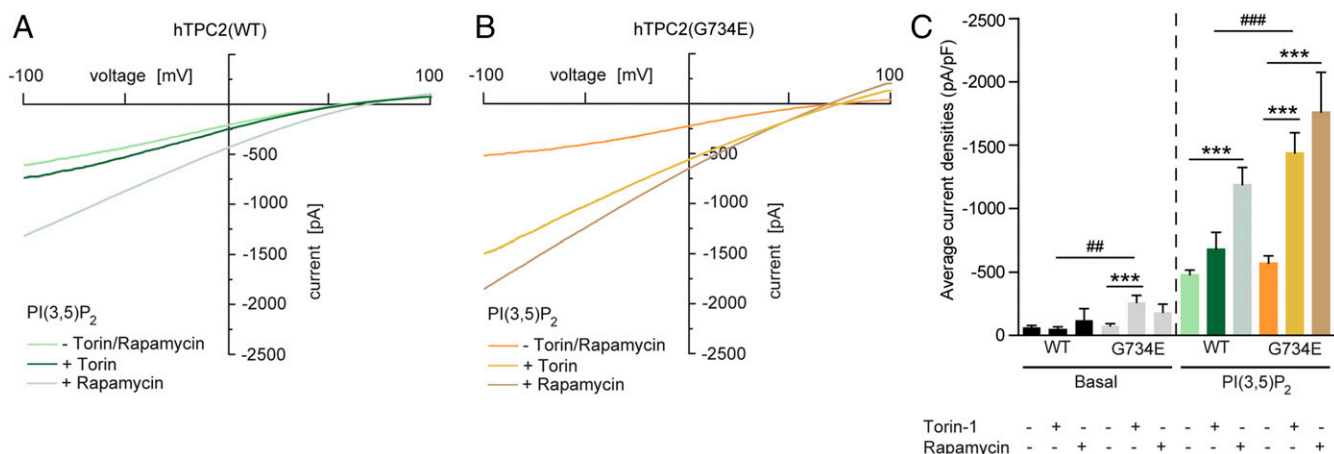 A
hTPC2(WT)
-100
voltage [mV]
100
-500
-1000
-1500
-2000
-2500
current [pA]
PI(3,5)P2
- Torin/Rapamycin
+ Torin
+ Rapamycin
B
hTPC2(G734E)
-100
voltage [mV]
100
-500
-1000
-1500
-2000
-2500
current [pA]
PI(3,5)P2
- Torin/Rapamycin
+ Torin
+ Rapamycin
C
Average current densities (pA/pF)
-2500
-2000
-1500
-1000
-500
0
##
***
###
***
***
***
WT G734E WT G734E
Basal PI(3,5)P2
Torin-1 - + - - + - - + - - + -
Rapamycin - - + - - + - - + - - +